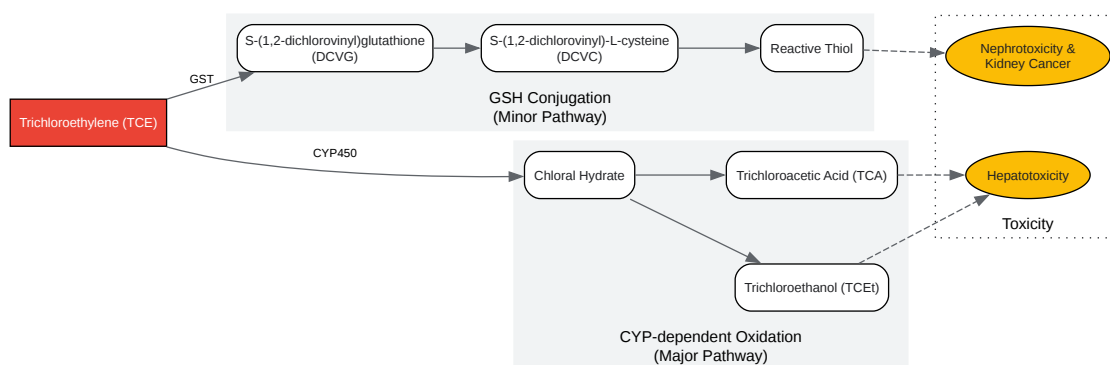 S-(1,2-dichlorovinyl)glutathione
(DCVG)
S-(1,2-dichlorovinyl)-L-cysteine
(DCVC)
Reactive Thiol
Nephrotoxicity &
Kidney Cancer
GST
GSH Conjugation
(Minor Pathway)
Trichloroethylene (TCE)
CYP450
Chloral Hydrate
Trichloroacetic Acid (TCA)
Hepatotoxicity
Toxicity
Trichloroethanol (TCEt)
CYP-dependent Oxidation
(Major Pathway)